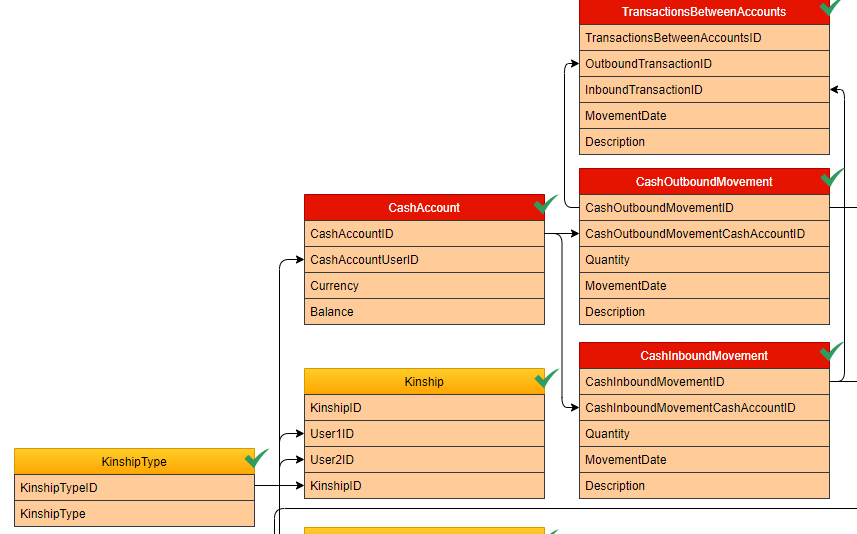 TransactionsBetweenAccounts
TransactionsBetweenAccountsID
OutboundTransactionID
InboundTransactionID
MovementDate
Description
CashOutboundMovement
CashOutboundMovementID
CashOutboundMovementCashAccountID
Quantity
MovementDate
Description
CashAccount
CashAccountID
CashAccountUserID
Currency
Balance
CashInboundMovement
CashInboundMovementID
CashInboundMovementCashAccountID
Quantity
MovementDate
Description
Kinship
KinshipID
User1ID
User2ID
KinshipID
KinshipType
KinshipTypeID
KinshipType